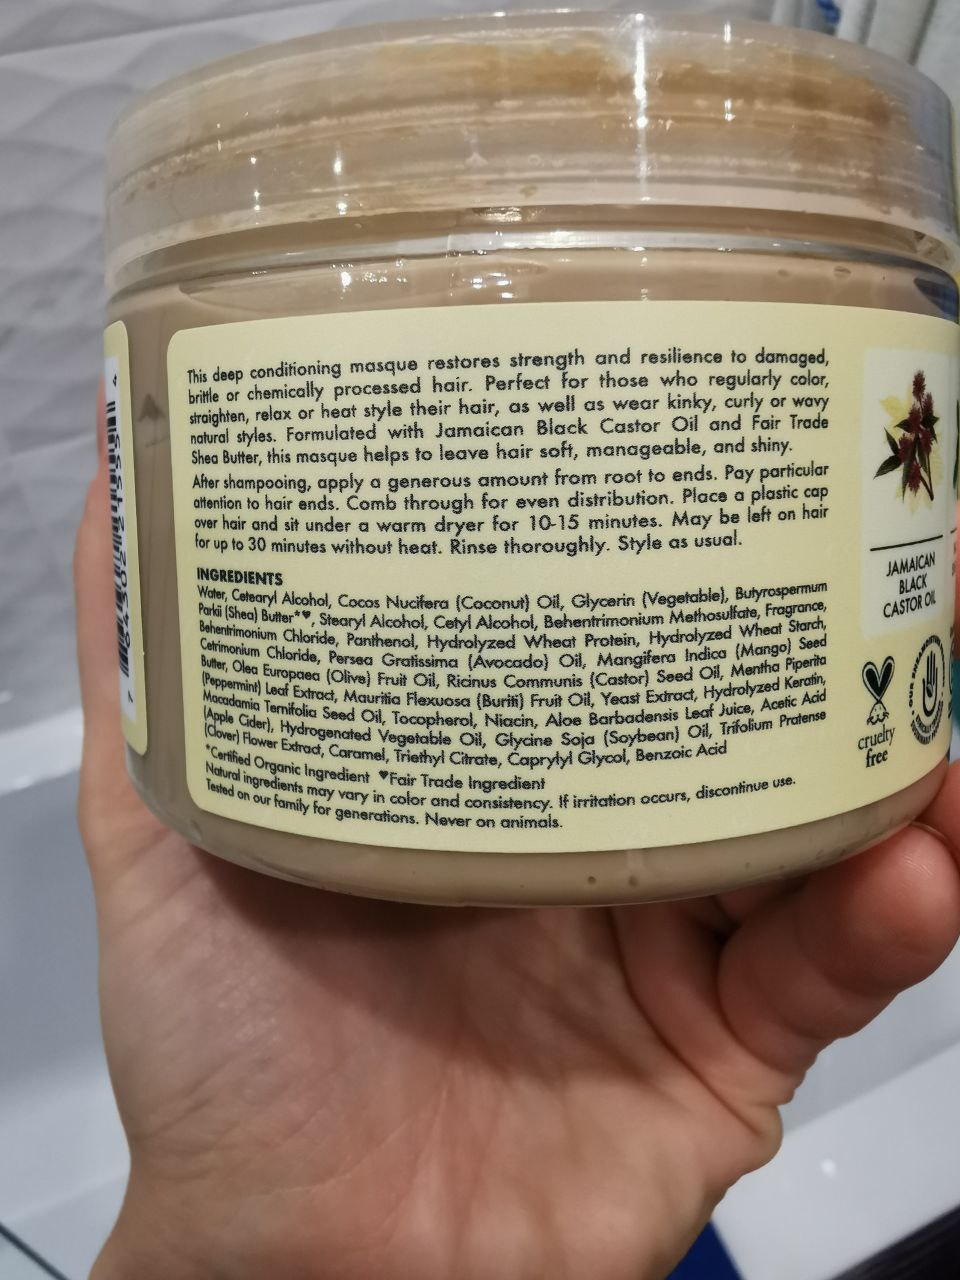 This deep conditioning masque restores strength and resilience to damaged,
brittle or chemically processed hair. Perfect for those who regularly color,
straighten, relax or heat style their hair, as well as wear kinky, curly or wavy
natural styles. Formulated with Jamaican Black Castor Oil and Fair Trade
Shea Butter, this masque helps to leave hair soft, manageable, and shiny.
After shampooing, apply a generous amount from root to ends. Pay particular
attention to hair ends. Comb through for even distribution. Place a plastic cap
over hair and sit under a warm dryer for 10-15 minutes. May be left on hair
for up to 30 minutes without heat. Rinse thoroughly. Style as usual.
INGREDIENTS
Water, Cetearyl Alcohol, Cocos Nucifera (Coconut) Oil, Glycerin (Vegetable), Butyrospermum
Parkii (Shea) Butter*♥, Stearyl Alcohol, Cetyl Alcohol, Behentrimonium Methosulfate, Fragrance,
Behentrimonium Chloride, Panthenol, Hydrolyzed Wheat Protein, Hydrolyzed Wheat Starch,
Cetrimonium Chloride, Persea Gratissima (Avocado) Oil, Mangifera Indica (Mango) Seed
Butter, Olea Europaea (Olive) Fruit Oil, Ricinus Communis (Castor) Seed Oil, Mentha Piperita
(Peppermint) Leaf Extract, Mauritia Flexuosa (Buriti) Fruit Oil, Yeast Extract, Hydrolyzed Keratin,
Macadamia Ternifolia Seed Oil, Tocopherol, Niacin, Aloe Barbadensis Leaf Juice, Acetic Acid
(Apple Cider), Hydrogenated Vegetable Oil, Glycine Soja (Soybean) Oil, Trifolium Pratense
(Clover) Flower Extract, Caramel, Triethyl Citrate, Caprylyl Glycol, Benzoic Acid
*Certified Organic Ingredient ♥Fair Trade Ingredient
Natural ingredients may vary in color and consistency. If irritation occurs, discontinue use.
Tested on our family for generations. Never on animals.
JAMAICAN
BLACK
CASTOR OIL
cruelty
free